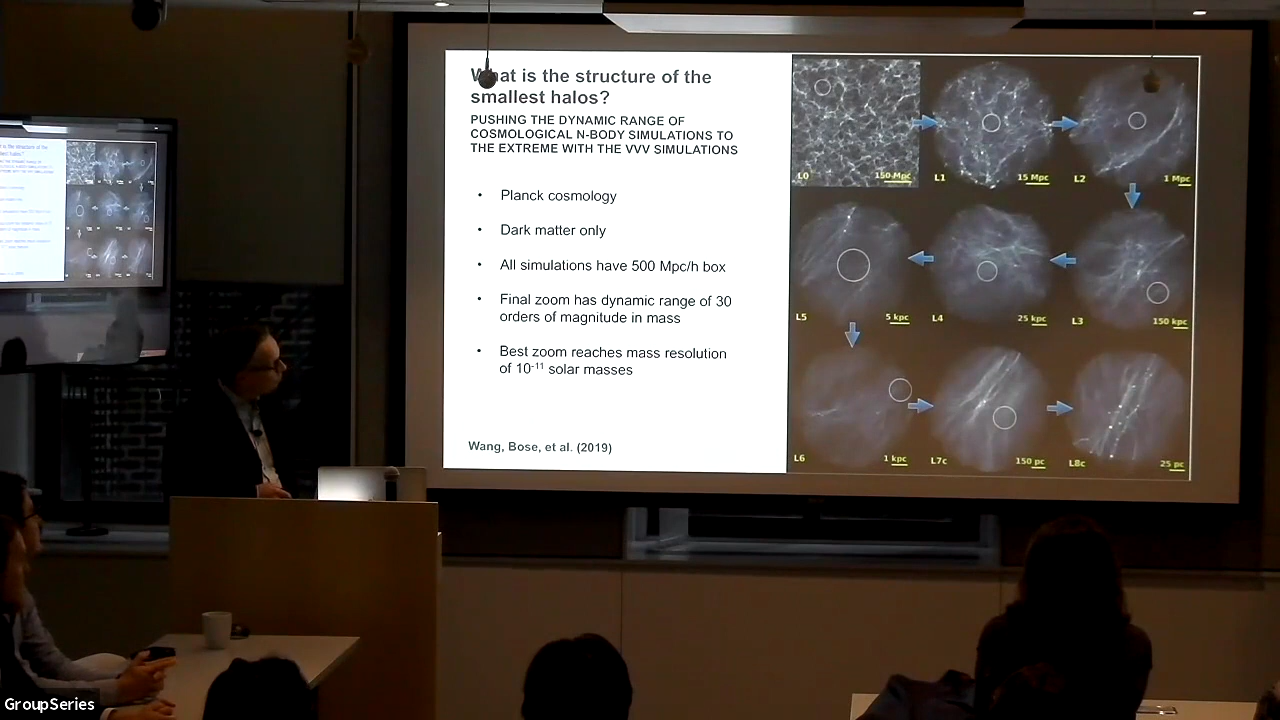 What is the structure of the
smallest halos?
PUSHING THE DYNAMIC RANGE OF
COSMOLOGICAL N-BODY SIMULATIONS TO
THE EXTREME WITH THE VVV SIMULATIONS
• Planck cosmology
• Dark matter only
• All simulations have 500 Mpc/h box
• Final zoom has dynamic range of 30
orders of magnitude in mass
• Best zoom reaches mass resolution
of 10⁻¹¹ solar masses
Wang, Bose, et al. (2019)
L0 150 Mpc
L1 15 Mpc
L2 1 Mpc
L5 5 kpc
L4 25 kpc
L3 150 kpc
L6 1 kpc
L7c 150 pc
L8c 25 pc
GroupSeries